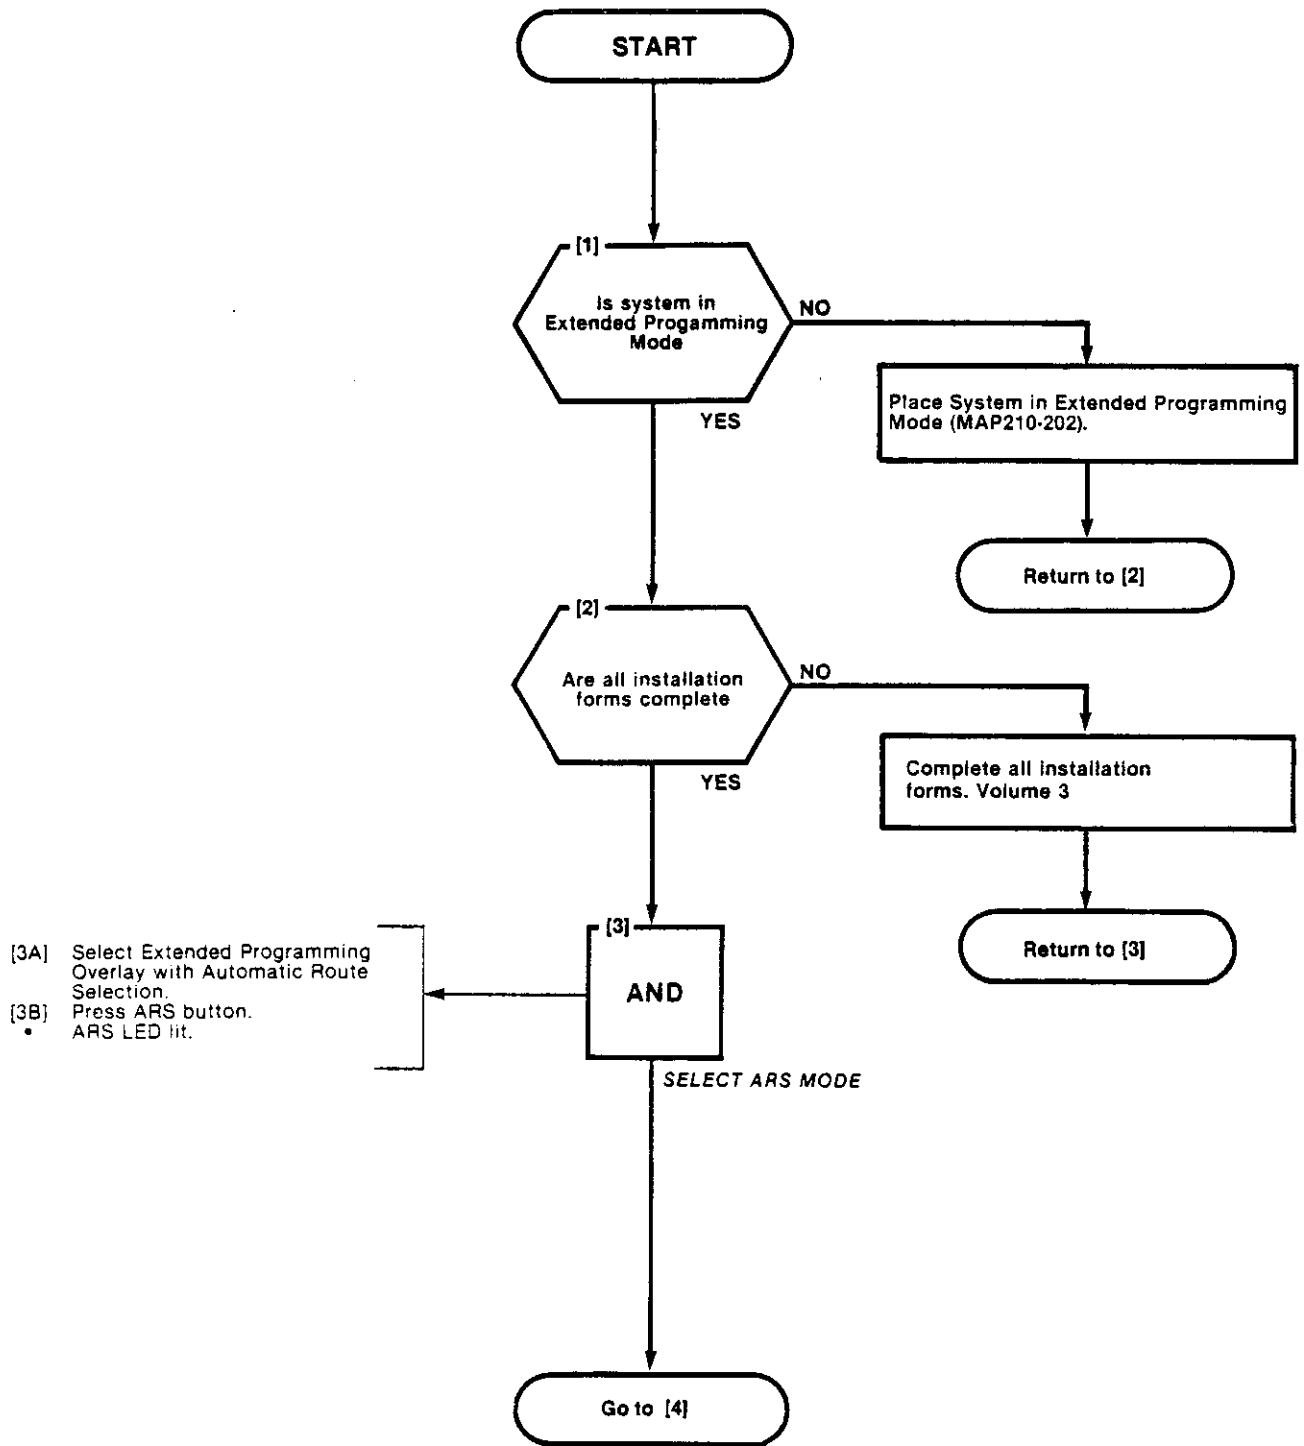 START
[1]
Is system in
Extended Progamming
Mode
NO
YES
Place System in Extended Programming
Mode (MAP210-202).
Return to [2]
[2]
Are all installation
forms complete
NO
YES
Complete all installation
forms. Volume 3
Return to [3]
[3]
AND
[3A] Select Extended Programming
Overlay with Automatic Route
Selection.
[3B] Press ARS button.
• ARS LED lit.
SELECT ARS MODE
Go to [4]